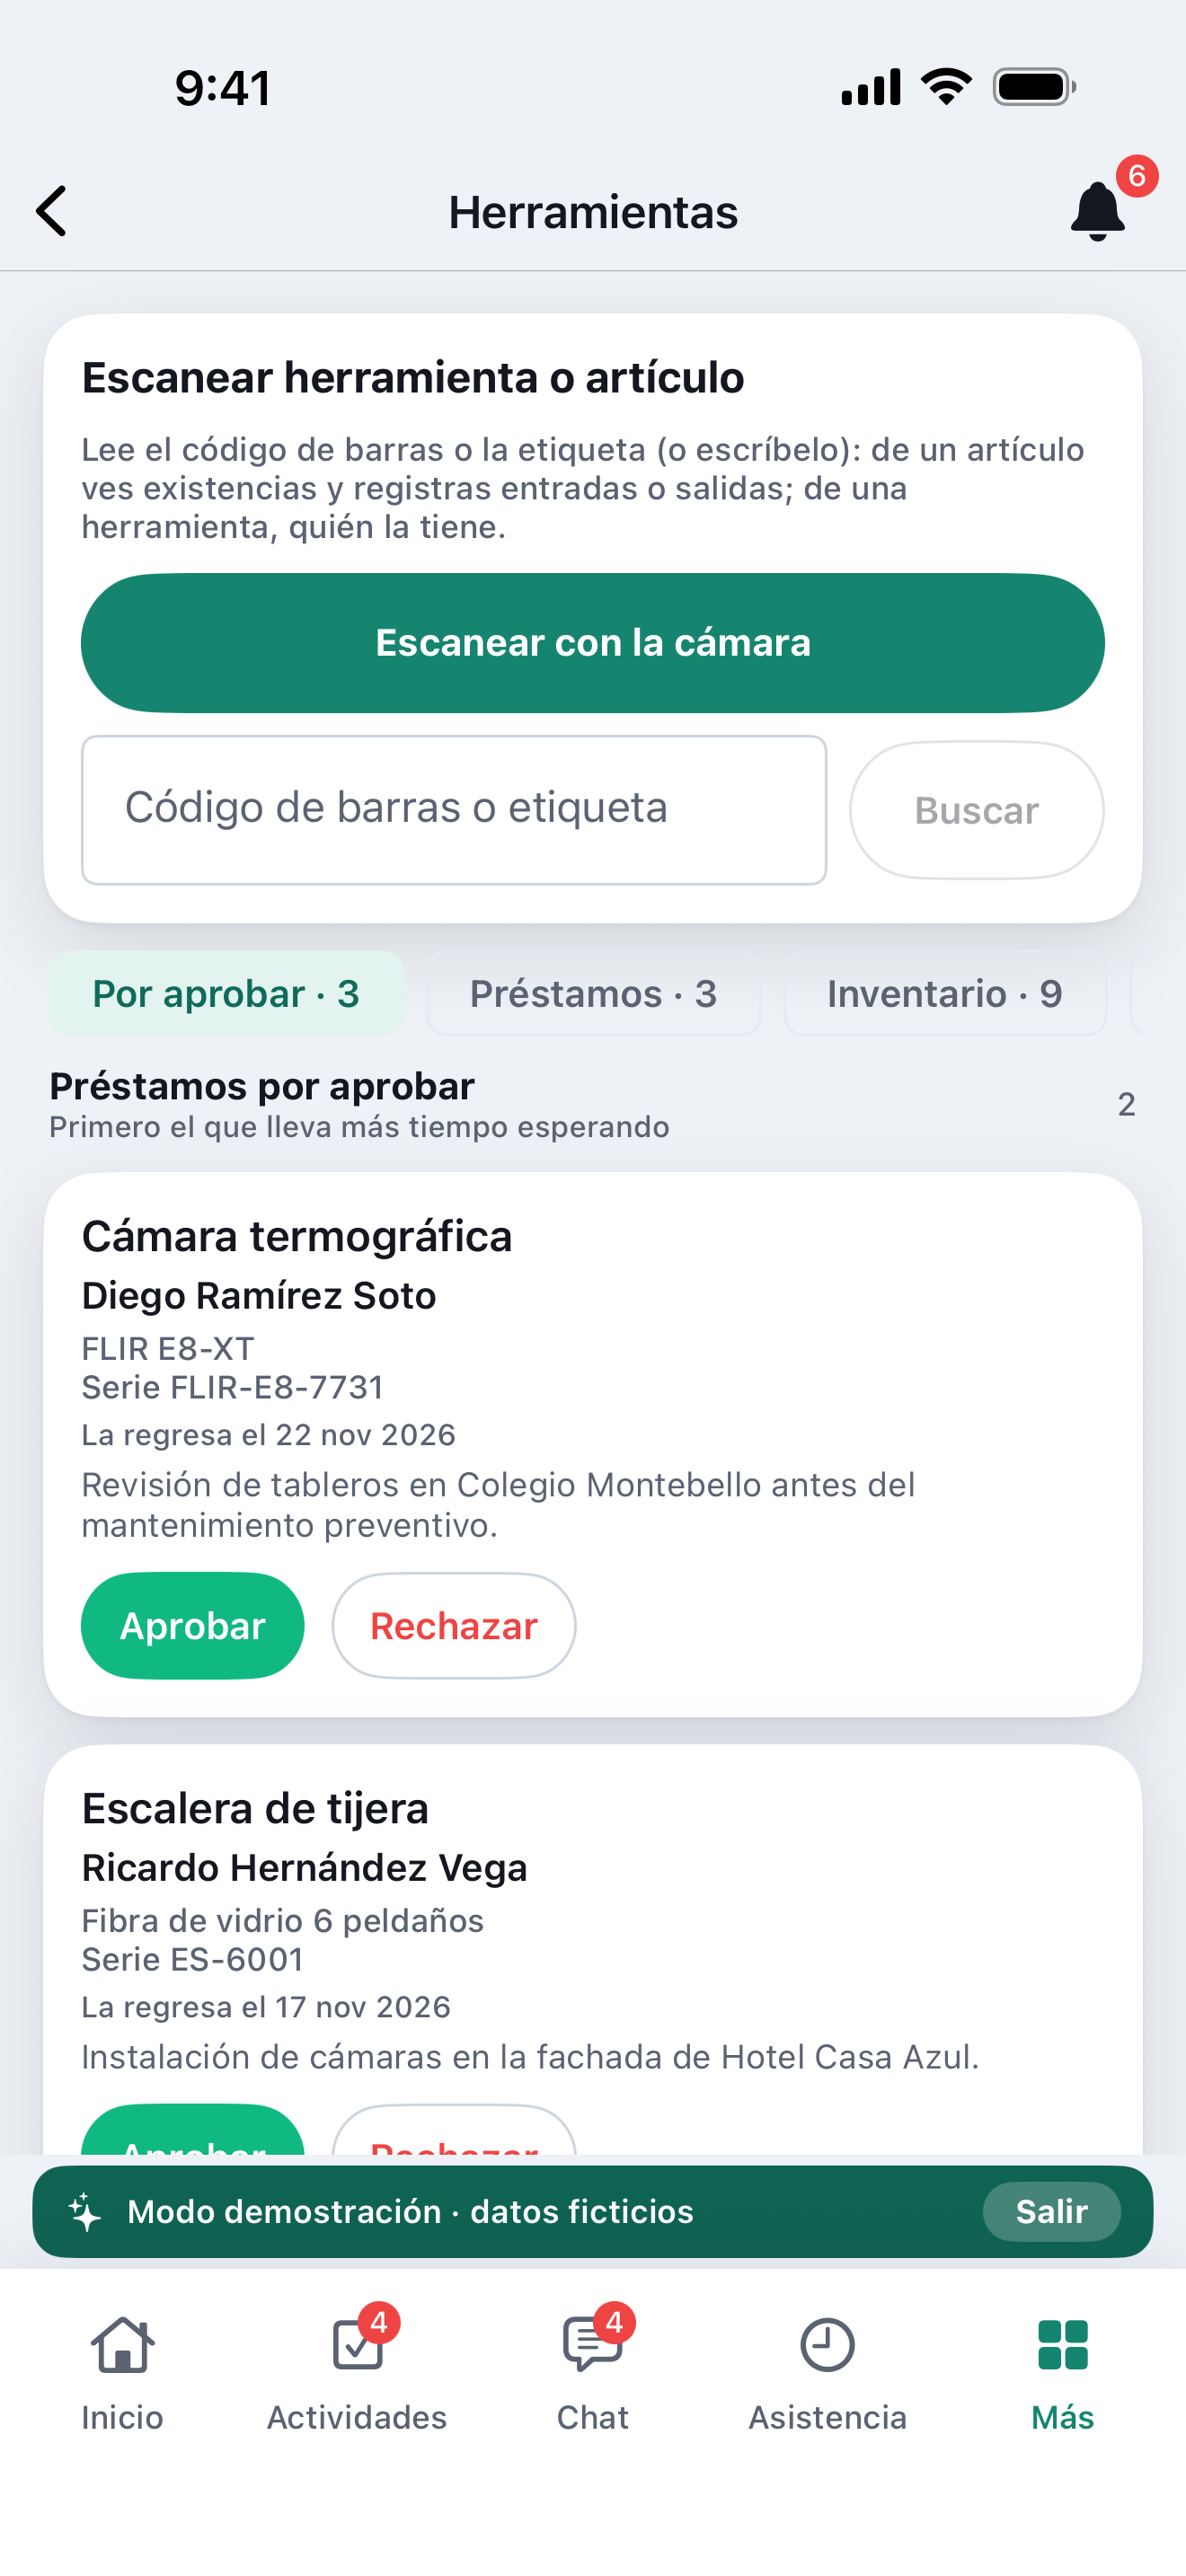 9:41
Herramientas
6
Escanear herramienta o artículo
Lee el código de barras o la etiqueta (o escríbelo): de un artículo
ves existencias y registras entradas o salidas; de una
herramienta, quién la tiene.
Escanear con la cámara
Código de barras o etiqueta
Buscar
Por aprobar · 3
Préstamos · 3
Inventario · 9
Préstamos por aprobar
Primero el que lleva más tiempo esperando
2
Cámara termográfica
Diego Ramírez Soto
FLIR E8-XT
Serie FLIR-E8-7731
La regresa el 22 nov 2026
Revisión de tableros en Colegio Montebello antes del
mantenimiento preventivo.
Aprobar
Rechazar
Escalera de tijera
Ricardo Hernández Vega
Fibra de vidrio 6 peldaños
Serie ES-6001
La regresa el 17 nov 2026
Instalación de cámaras en la fachada de Hotel Casa Azul.
Aprobar
Rechazar
Modo demostración · datos ficticios
Salir
4
4
Inicio
Actividades
Chat
Asistencia
Más